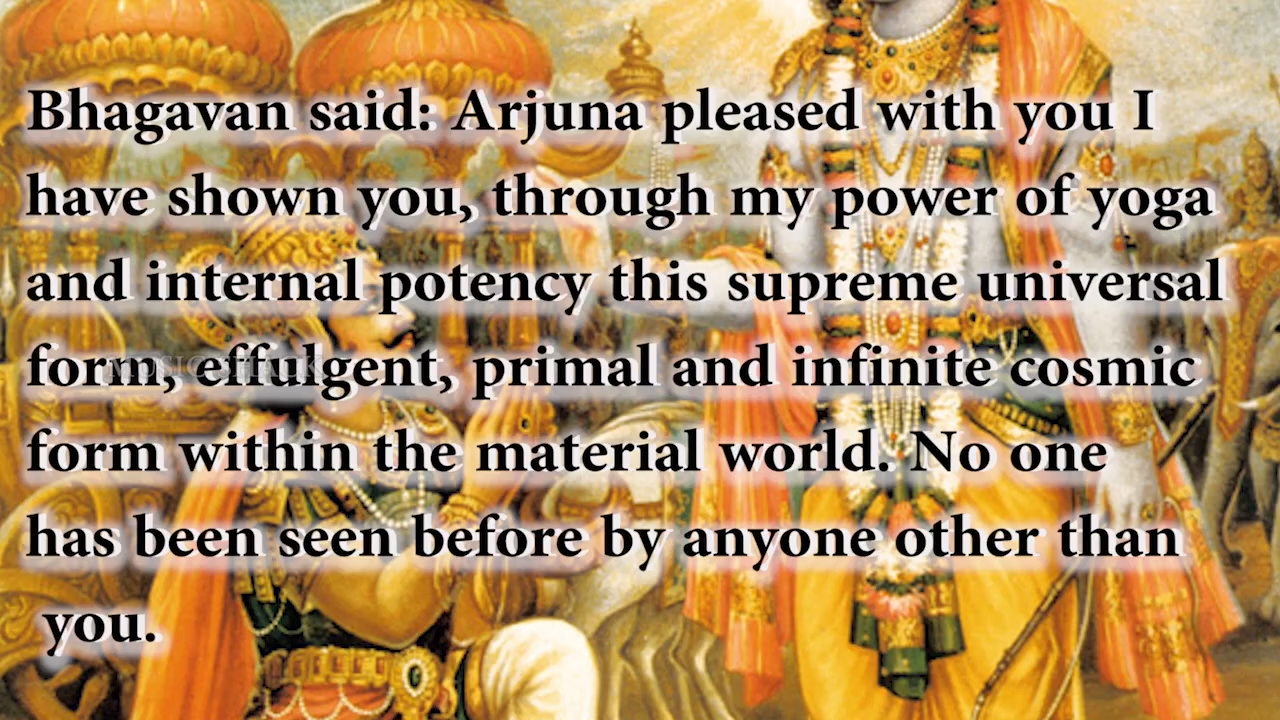 Bhagavan said: Arjuna pleased with you I
have shown you, through my power of yoga
and internal potency this supreme universal
form, effulgent, primal and infinite cosmic
form within the material world. No one
has been seen before by anyone other than
you.
MUSIC SHACK